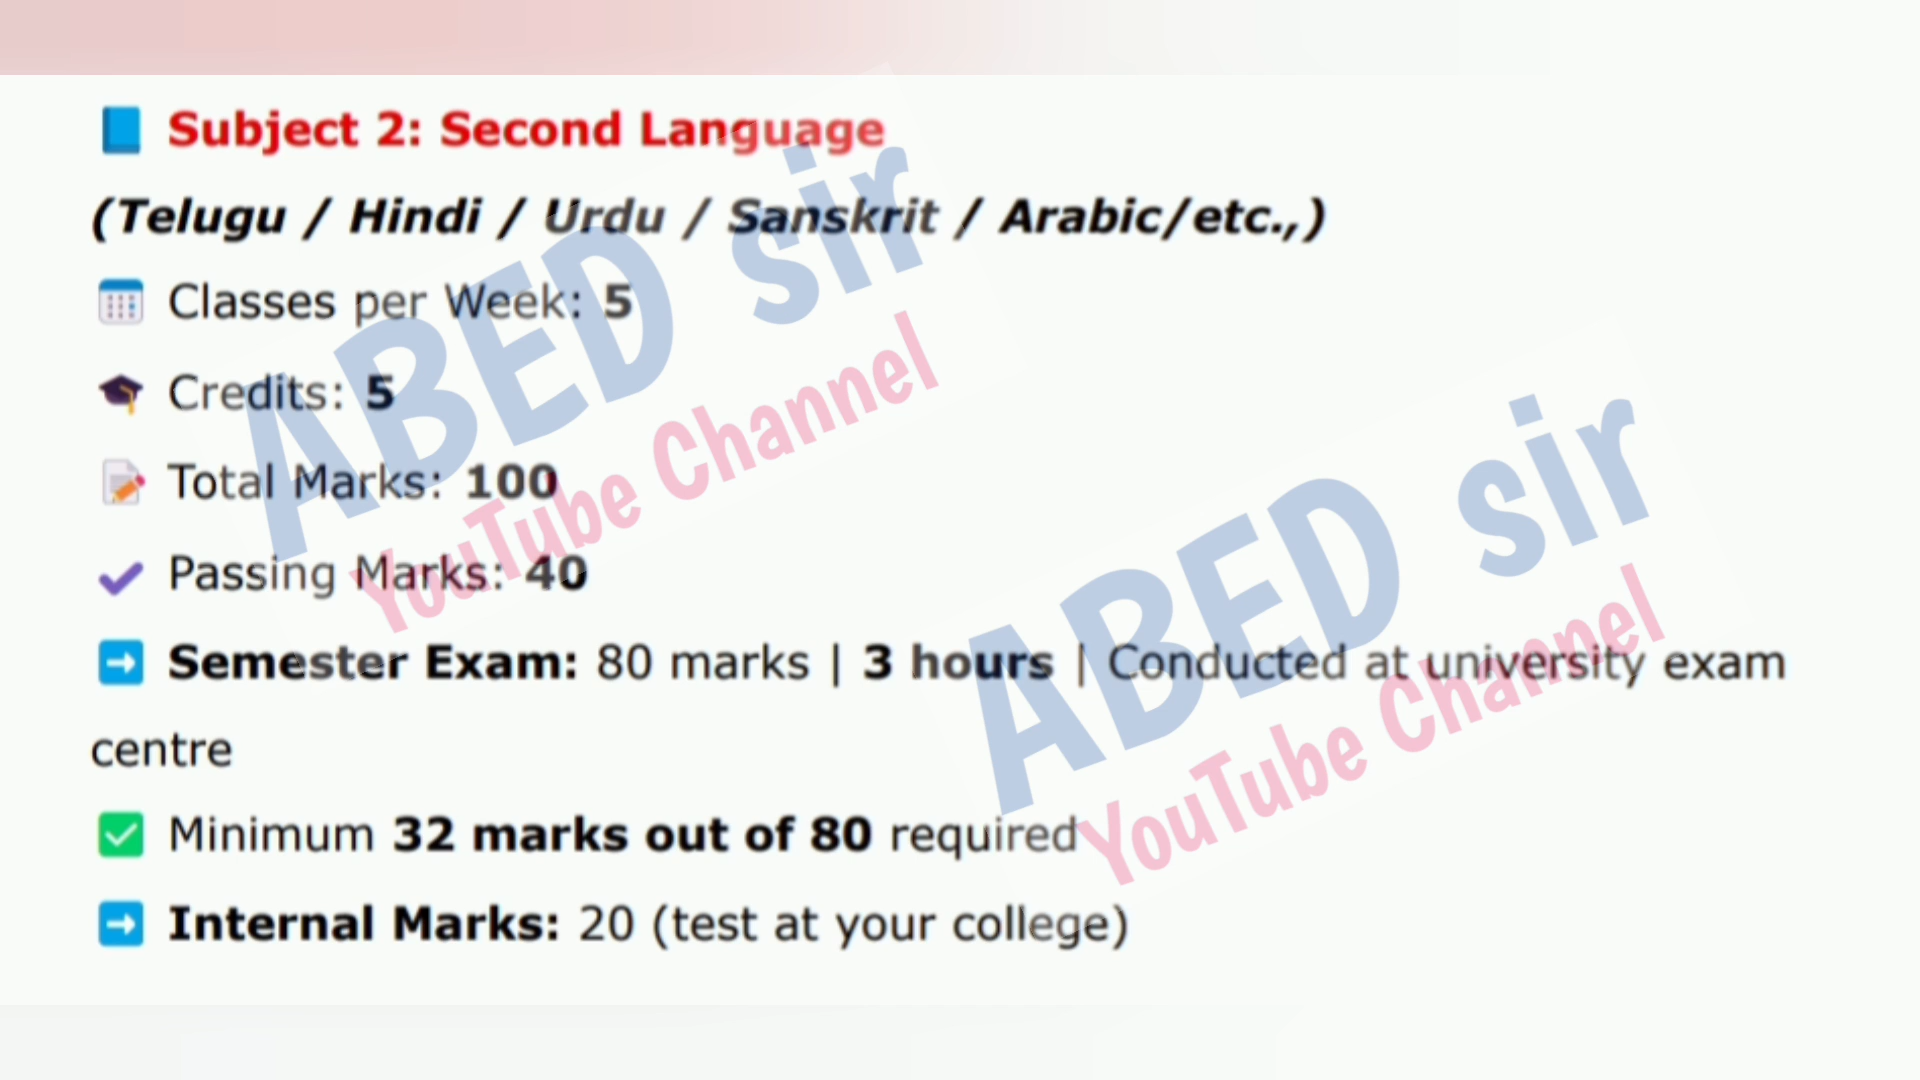 📘 Subject 2: Second Language
(Telugu / Hindi / Urdu / Sanskrit / Arabic/etc.,)
Classes per Week: 5
🎓 Credits: 5
📝 Total Marks: 100
✔ Passing Marks: 40
➡ Semester Exam: 80 marks | 3 hours | Conducted at university exam
centre
✅ Minimum 32 marks out of 80 required
➡ Internal Marks: 20 (test at your college)
ABED sir
YouTube Channel
ABED sir
YouTube Channel